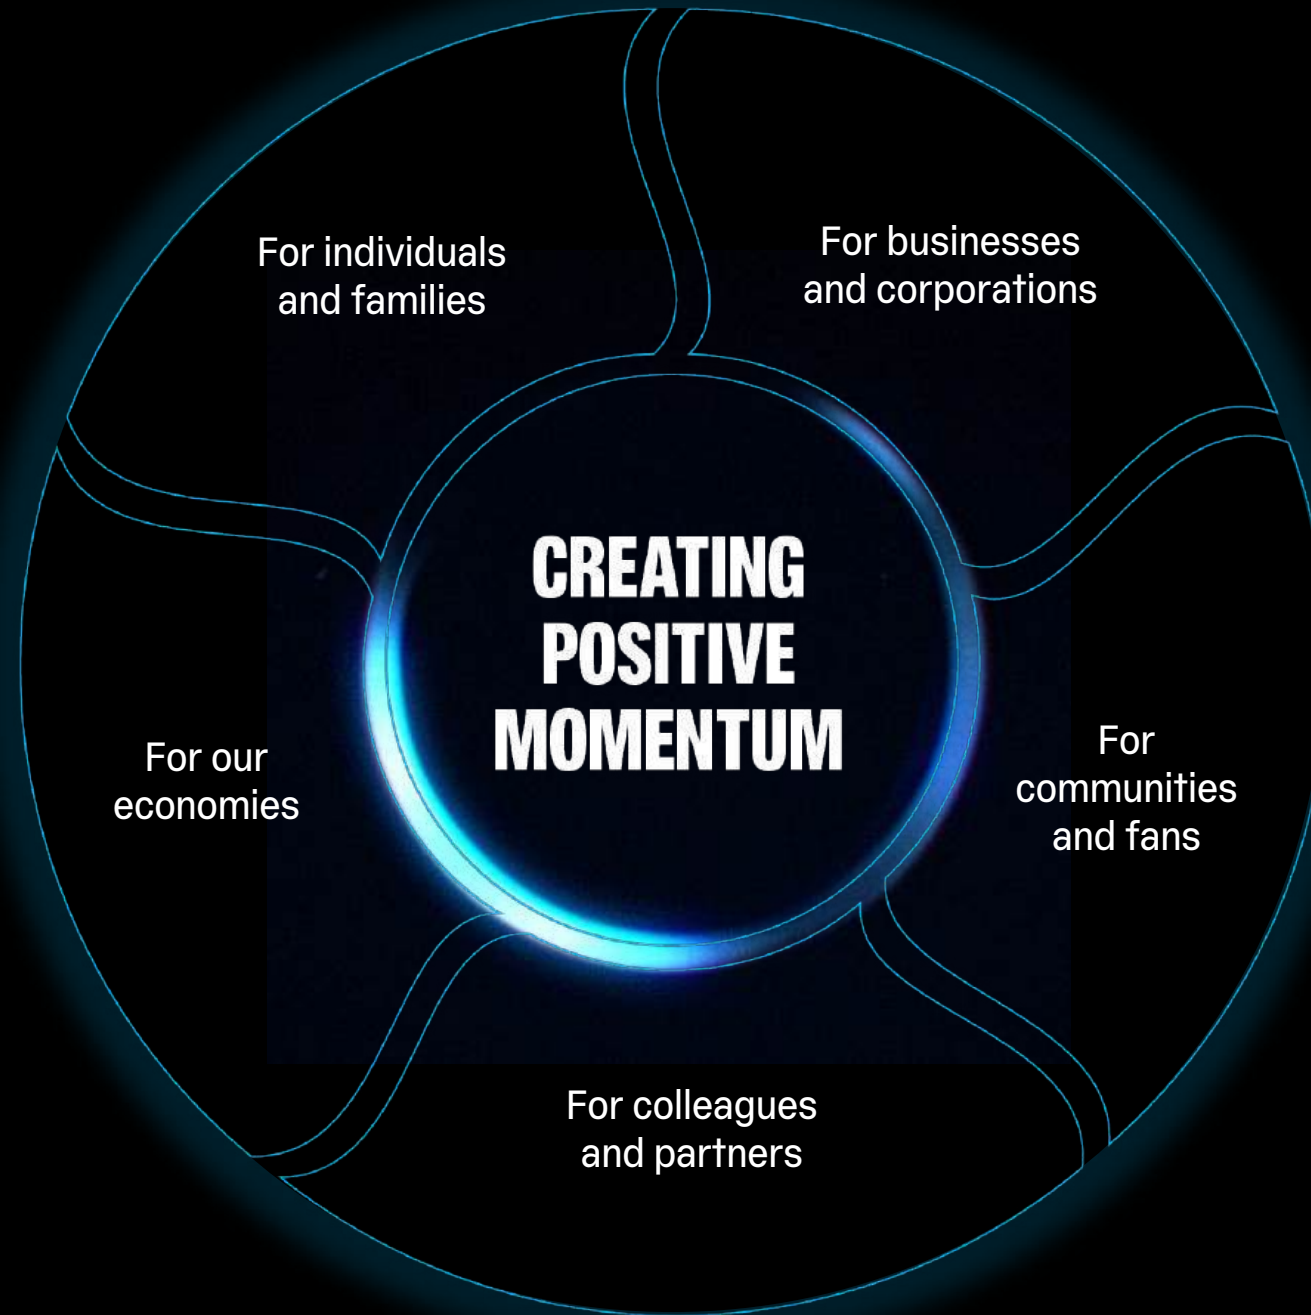 For individuals
and families
For businesses
and corporations
CREATING
POSITIVE
MOMENTUM
For our
economies
For
communities
and fans
For colleagues
and partners